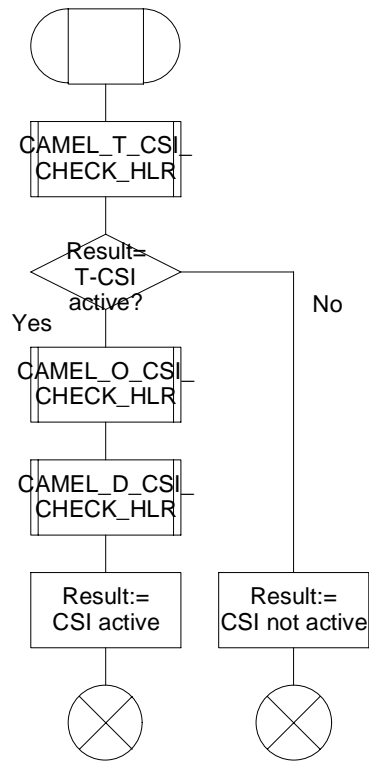 CAMEL_T_CSI_
CHECK_HLR
Result=
T-CSI
active?
Yes
No
CAMEL_O_CSI_
CHECK_HLR
CAMEL_D_CSI_
CHECK_HLR
Result:=
CSI active
Result:=
CSI not active